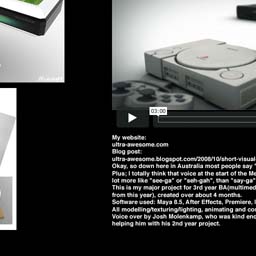 03:00
My website:
ultra-awesome.com
Blog post:
ultra-awesome.blogspot.com/2008/10/short-visual-
Okay, so down here in Australia most people say "
Plus; I totally think that voice at the start of the Me
lot more like "see-ga" or "seh-gah", than "say-ga"
This is my major project for 3rd year BA(multimed
from this year), created over about 4 months.
Software used: Maya 8.5, After Effects, Premiere, I
All modelling/texturing/lighting, animating and co
Voice over by Josh Molenkamp, who was kind eno
helping him with his 2nd year project.